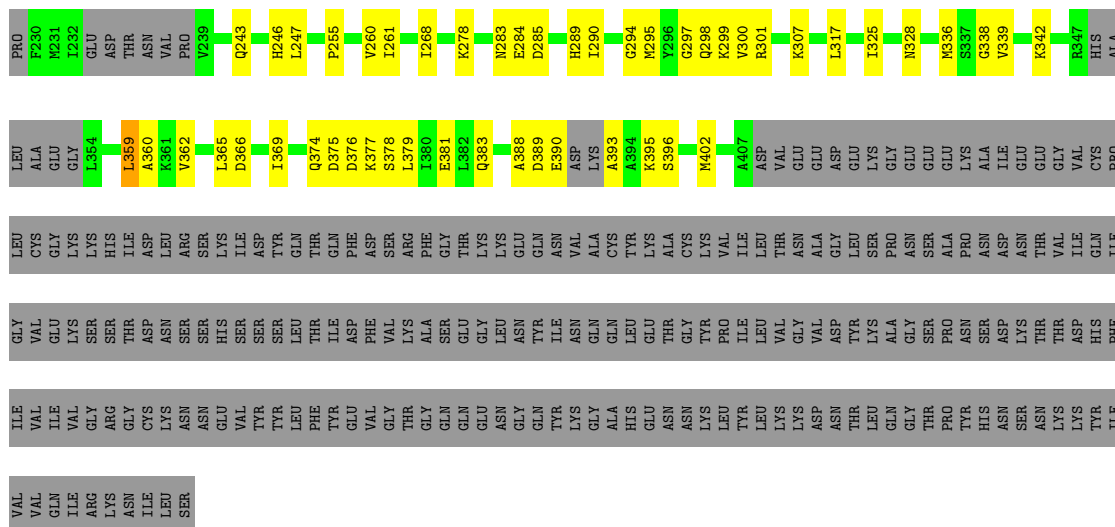 PRO F230 M231 I232 GLU ASP THR ASN VAL PRO V239 Q243 H246 L247 P255 V260 I261 I268 K278 N283 E284 D285 H289 I290 G294 M295 Y296 G297 Q298 K299 V300 R301 K307 L317 I325 N328 M336 S337 G338 V339 K342 R347 HIS ALA
LEU ALA GLU GLY L354 L359 A360 K361 V362 L365 D366 I369 Q374 D375 D376 K377 S378 L379 I380 E381 L382 Q383 A388 D389 E390 ASP LYS A393 A394 K395 S396 M402 A407 ASP VAL GLU GLU ASP GLU LYS GLY GLU GLU GLU LYS ALA ILE GLU GLU GLY VAL CYS PRO
LEU CYS GLY LYS LYS HIS ILE ASP LEU ARG SER LYS ILE ASP TYR GLN THR GLN PHE ASP SER ARG PHE GLY THR LYS LYS GLU GLN ASN VAL ALA CYS TYR LYS ALA CYS LYS VAL ILE LEU THR ASN ALA GLY LEU SER PRO ASN SER ALA PRO ASN ASP ASN THR VAL ILE GLN ILE
GLY VAL GLU LYS SER SER THR ASP ASN SER SER HIS SER SER SER LEU THR ILE ASP PHE VAL LYS ALA SER GLU GLY LEU ASN TYR ILE ASN GLN GLN LEU GLU THR GLY TYR PRO ILE LEU VAL GLY VAL ASP TYR LYS ALA GLY SER PRO ASN SER ASP LYS THR THR ASP HIS PHE
ILE VAL ILE VAL GLY ARG GLY CYS LYS ASN ASN GLU VAL TYR TYR LEU PHE TYR GLU VAL GLY THR GLY GLN GLN GLU ASN GLY GLN TYR LYS GLY ALA HIS GLU ASN ASN LYS LEU TYR LEU LYS LYS ASP ASN THR LEU GLN GLY THR PRO TYR HIS ASN SER ASN LYS LYS TYR ILE
VAL VAL GLN ILE ARG LYS ASN ILE LEU SER